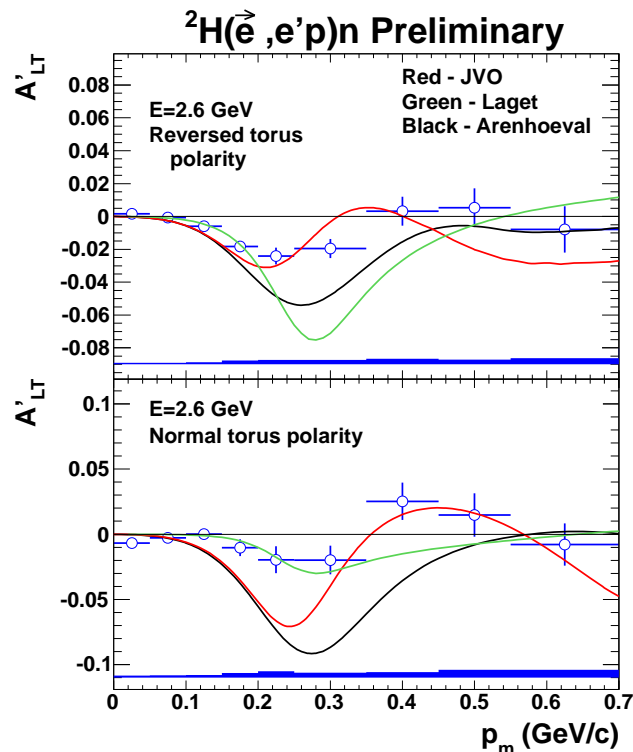 ²H(e⃗ ,e'p)n Preliminary
A'LT
0.08
0.06
0.04
0.02
0
-0.02
-0.04
-0.06
-0.08
E=2.6 GeV
Reversed torus
polarity
Red - JVO
Green - Laget
Black - Arenhoeval
A'LT
0.1
0.05
0
-0.05
-0.1
E=2.6 GeV
Normal torus polarity
0 0.1 0.2 0.3 0.4 0.5 0.6 0.7
p_m (GeV/c)